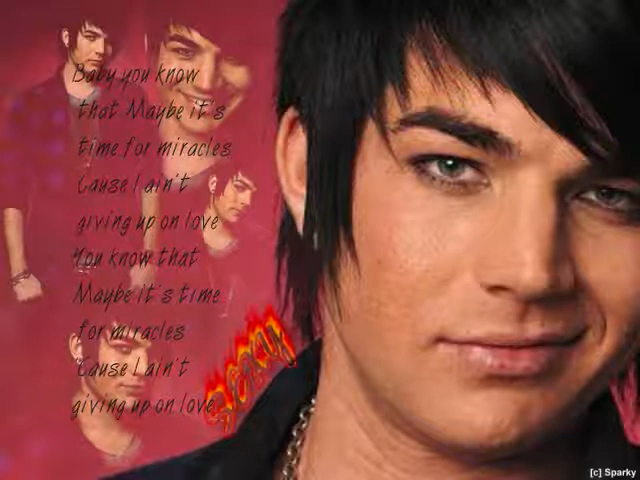 Baby you know
that Maybe it's
time for miracles
'Cause I ain't
giving up on love
You know that
Maybe it's time
for miracles
'Cause I ain't
giving up on love
[c] Sparky